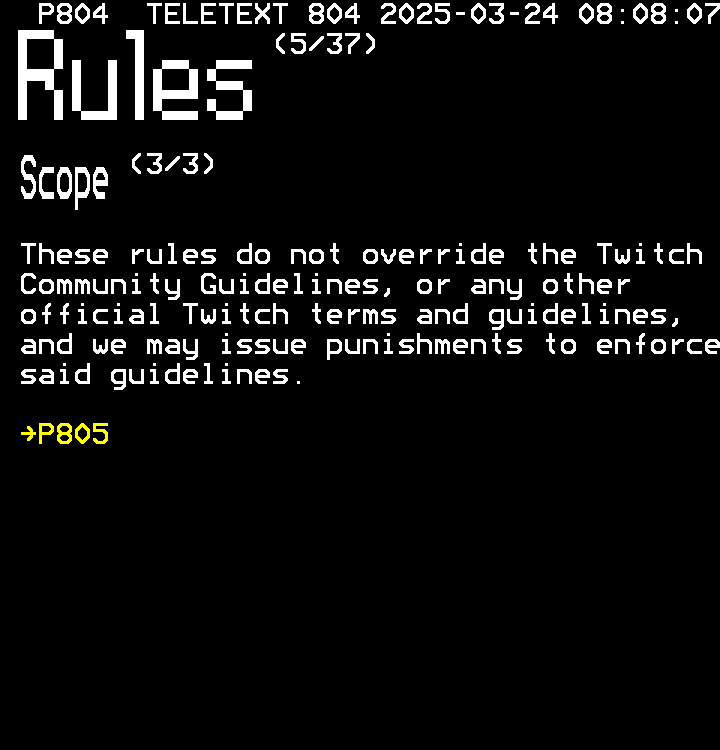 P804 TELETEXT 804 2025-03-24 08:08:07
Rules (5/37)
Scope (3/3)
These rules do not override the Twitch
Community Guidelines, or any other
official Twitch terms and guidelines,
and we may issue punishments to enforce
said guidelines.
→P805